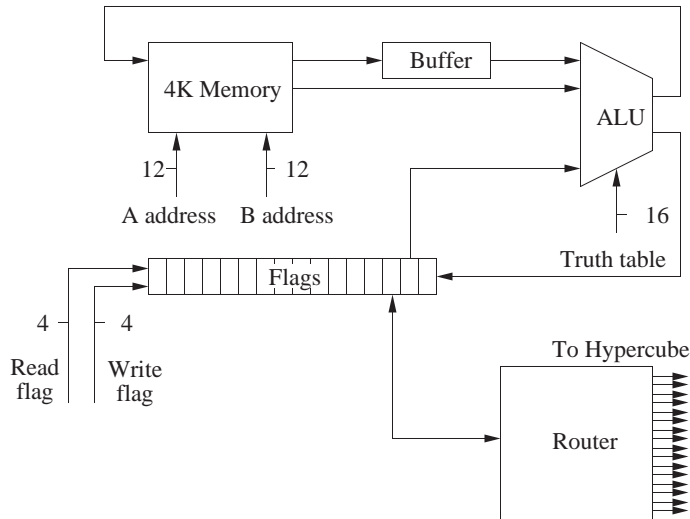 Buffer
4K Memory
ALU
12
12
A address
B address
16
Truth table
Flags
4
4
Read
flag
Write
flag
To Hypercube
Router